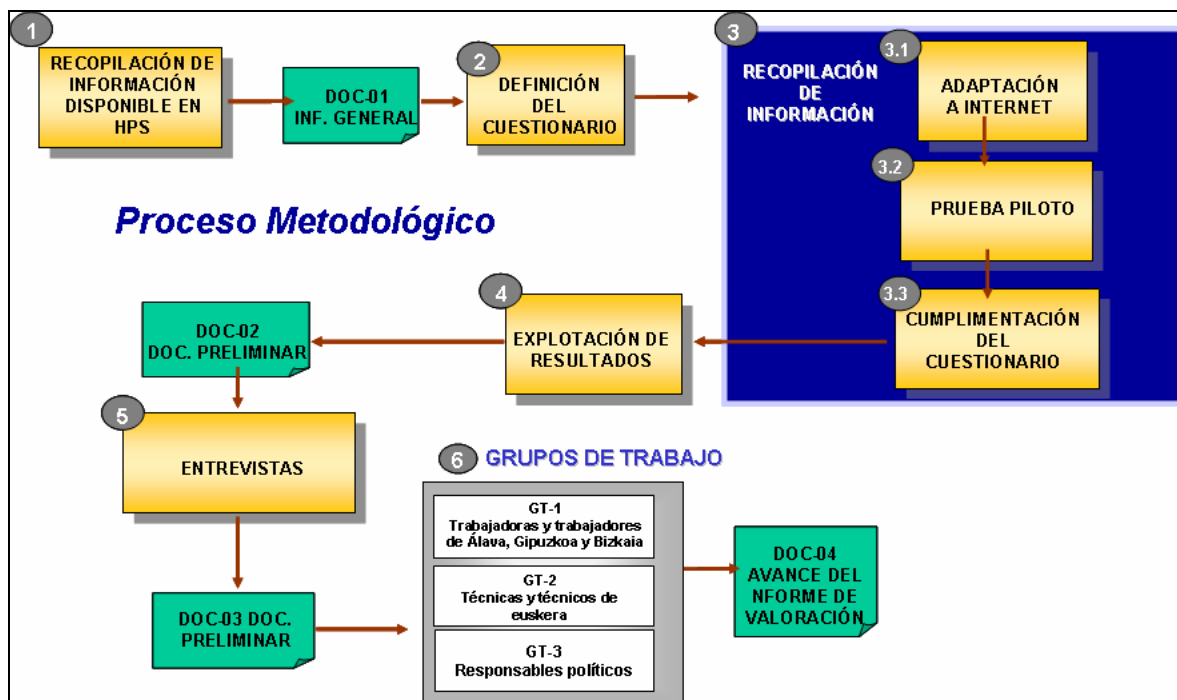 1
RECOPILACIÓN DE
INFORMACIÓN
DISPONIBLE EN
HPS
DOC-01
INF. GENERAL
2
DEFINICIÓN
DEL
CUESTIONARIO
3
RECOPILACIÓN
DE
INFORMACIÓN
3.1
ADAPTACIÓN
A INTERNET
3.2
PRUEBA PILOTO
3.3
CUMPLIMENTACIÓN
DEL
CUESTIONARIO
Proceso Metodológico
4
EXPLOTACIÓN DE
RESULTADOS
DOC-02
DOC. PRELIMINAR
5
ENTREVISTAS
DOC-03 DOC.
PRELIMINAR
6 GRUPOS DE TRABAJO
GT-1
Trabajadoras y trabajadores
de Álava, Gipuzkoa y Bizkaia
GT-2
Técnicas y técnicos de
euskera
GT-3
Responsables políticos
DOC-04
AVANCE DEL
NFORME DE
VALORACIÓN